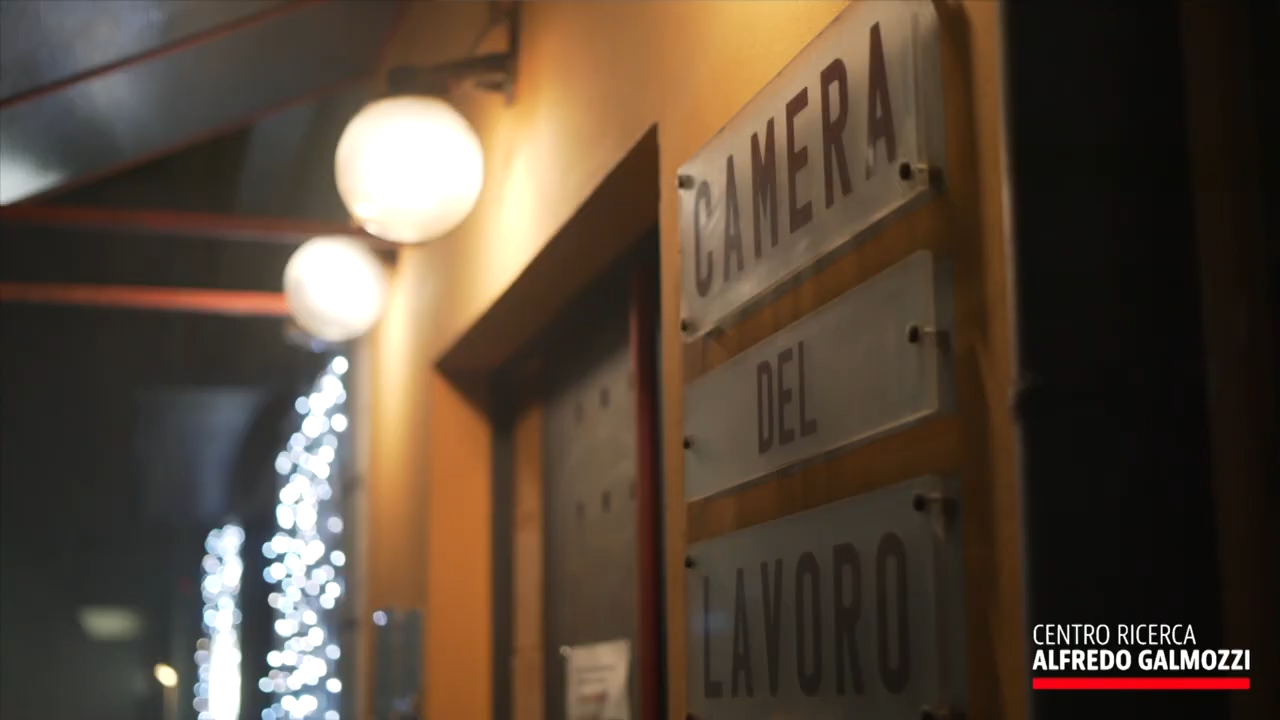 CAMERA
DEL
LAVORO
CENTRO RICERCA
ALFREDO GALMOZZI